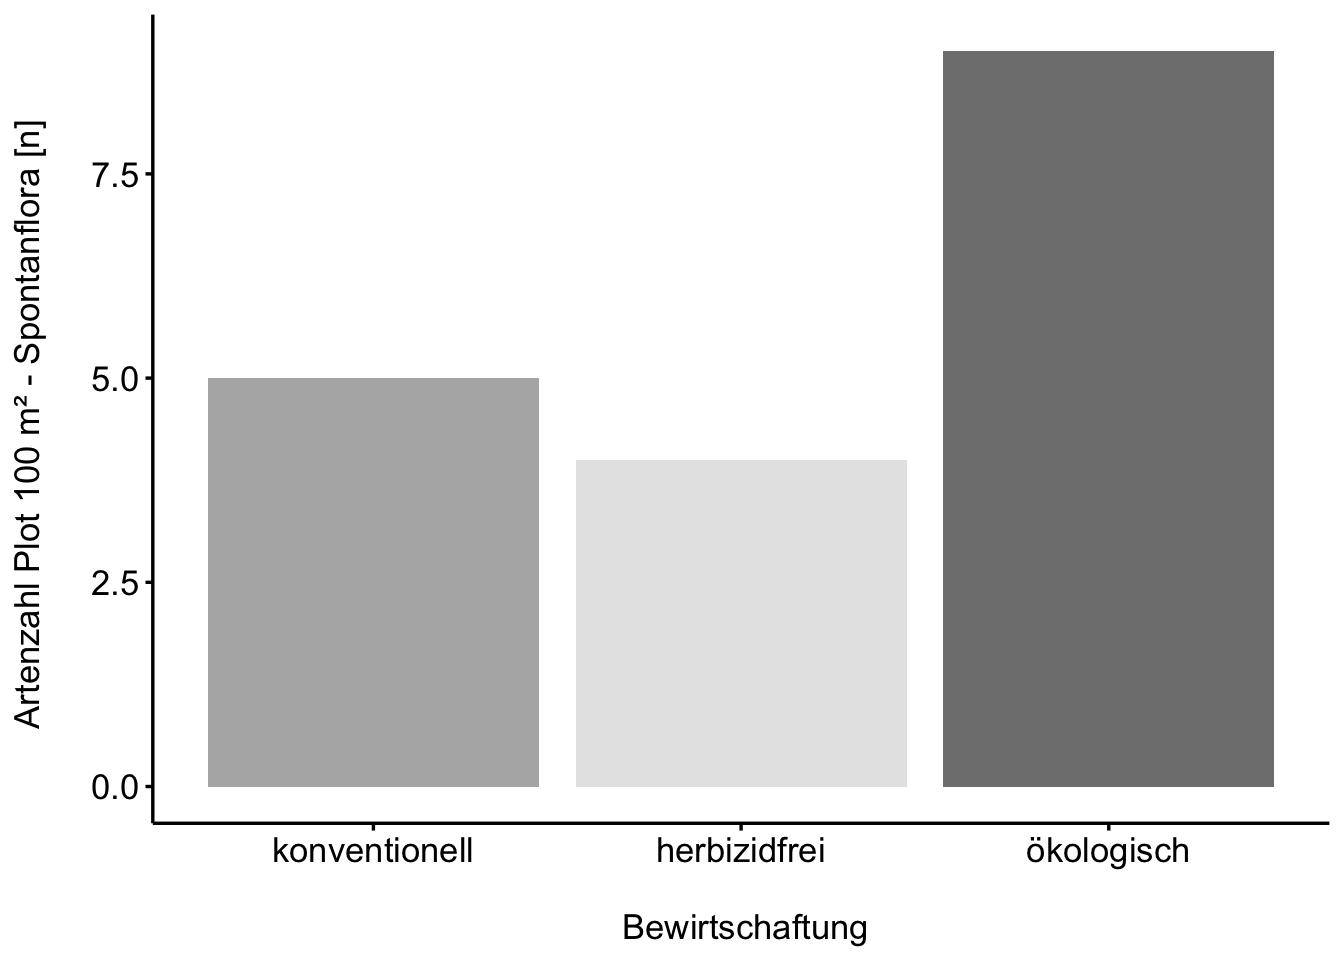 Artenzahl Plot 100 m² - Spontanflora [n]
7.5
5.0
2.5
0.0
konventionell
herbizidfrei
ökologisch
Bewirtschaftung